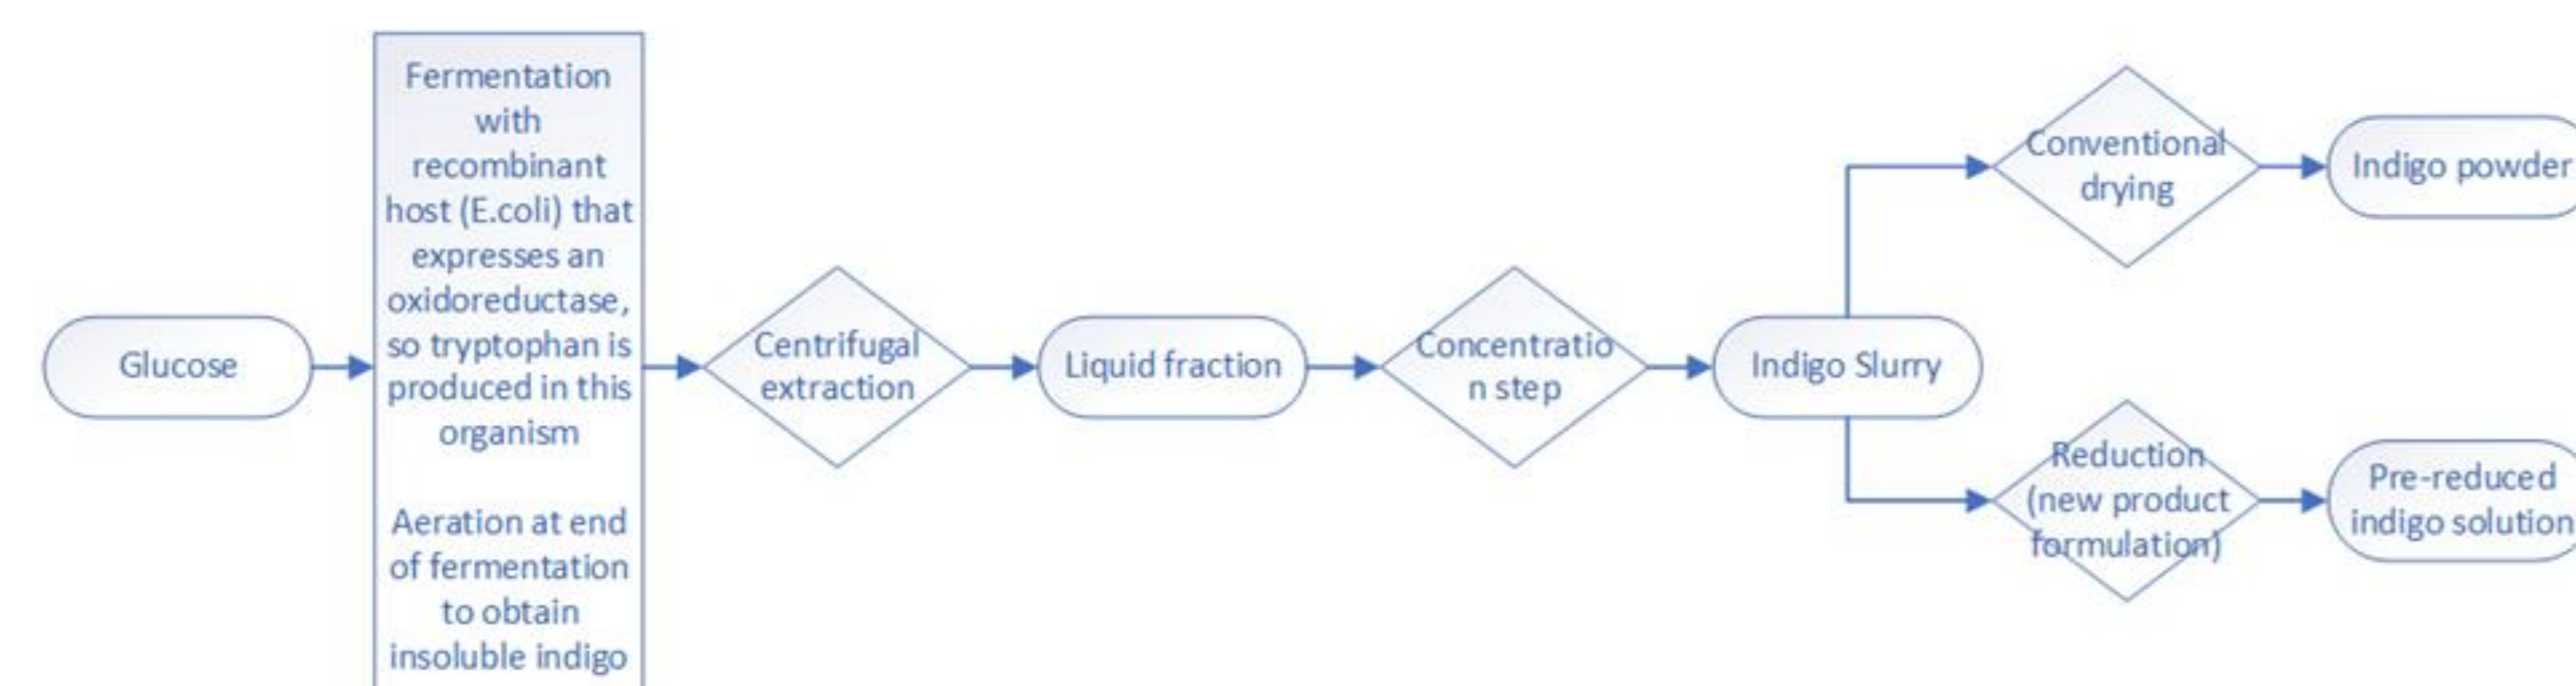 Glucose
Fermentation
with
recombinant
host (E.coli) that
expresses an
oxidoreductase,
so tryptophan is
produced in this
organism
Aeration at end
of fermentation
to obtain
insoluble indigo
Centrifugal
extraction
Liquid fraction
Concentratio
n step
Indigo Slurry
Conventional
drying
Indigo powder
Reduction
(new product
formulation)
Pre-reduced
indigo solution